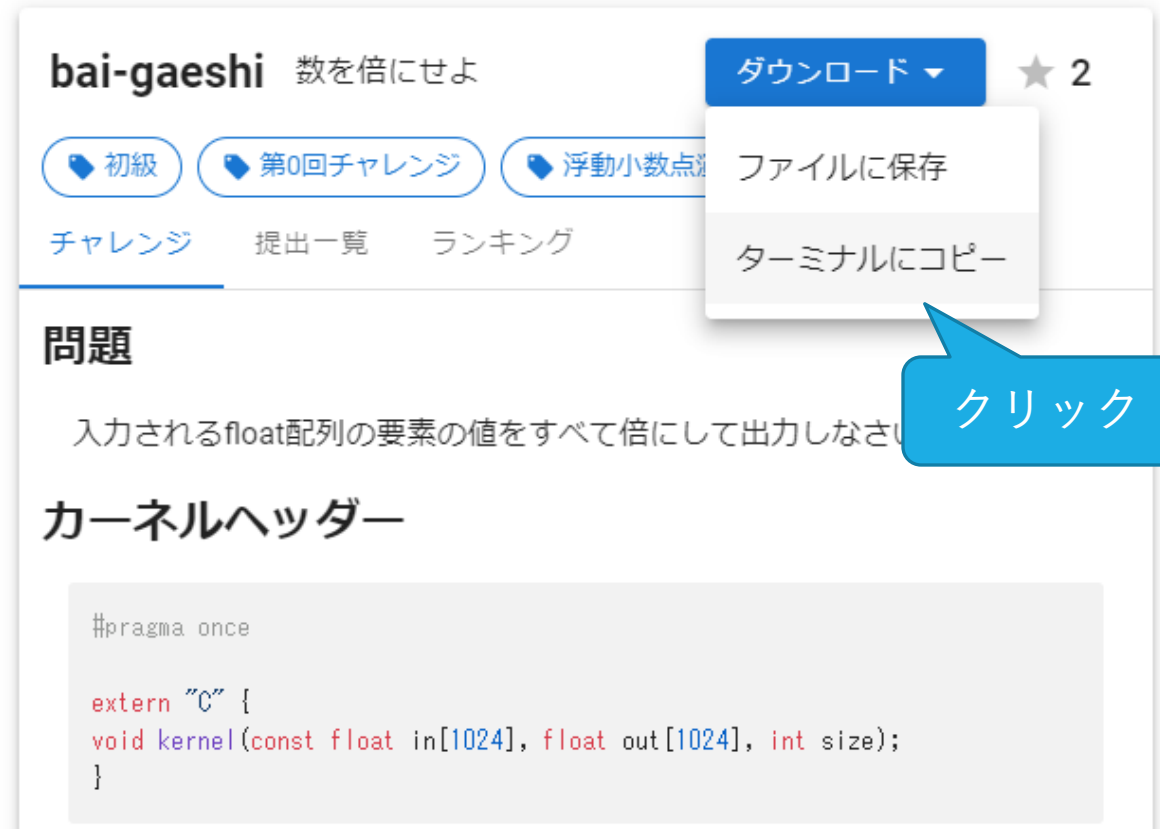 bai-gaeshi 数を倍にせよ ダウンロード 2
初級 第0回チャレンジ 浮動小数点
ファイルに保存
チャレンジ 提出一覧 ランキング
ターミナルにコピー
問題
クリック
入力されるfloat配列の要素の値をすべて倍にして出力しなさ
カーネルヘッダー
#pragma once
extern "C" {
void kernel(const float in[1024], float out[1024], int size);
}